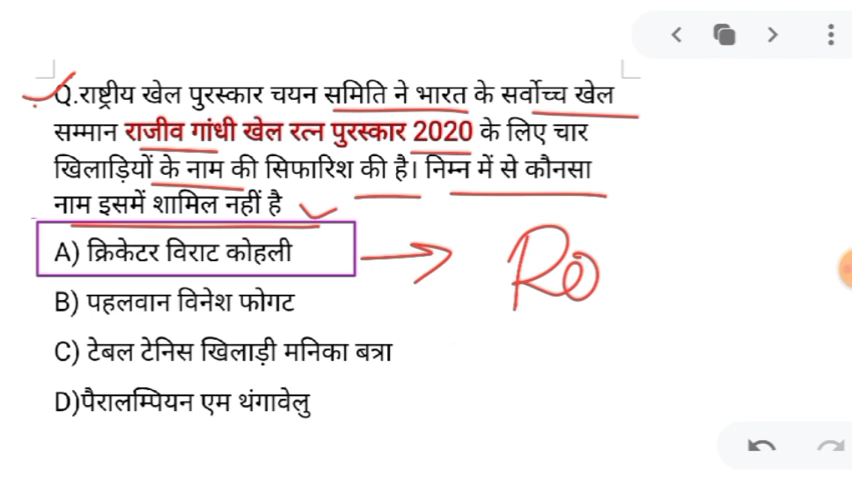 Q.राष्ट्रीय खेल पुरस्कार चयन समिति ने भारत के सर्वोच्च खेल
सम्मान राजीव गांधी खेल रत्न पुरस्कार 2020 के लिए चार
खिलाड़ियों के नाम की सिफारिश की है। निम्न में से कौनसा
नाम इसमें शामिल नहीं है
A) क्रिकेटर विराट कोहली
Ro
B) पहलवान विनेश फोगट
C) टेबल टेनिस खिलाड़ी मनिका बत्रा
D)पैरालम्पियन एम थंगावेलु